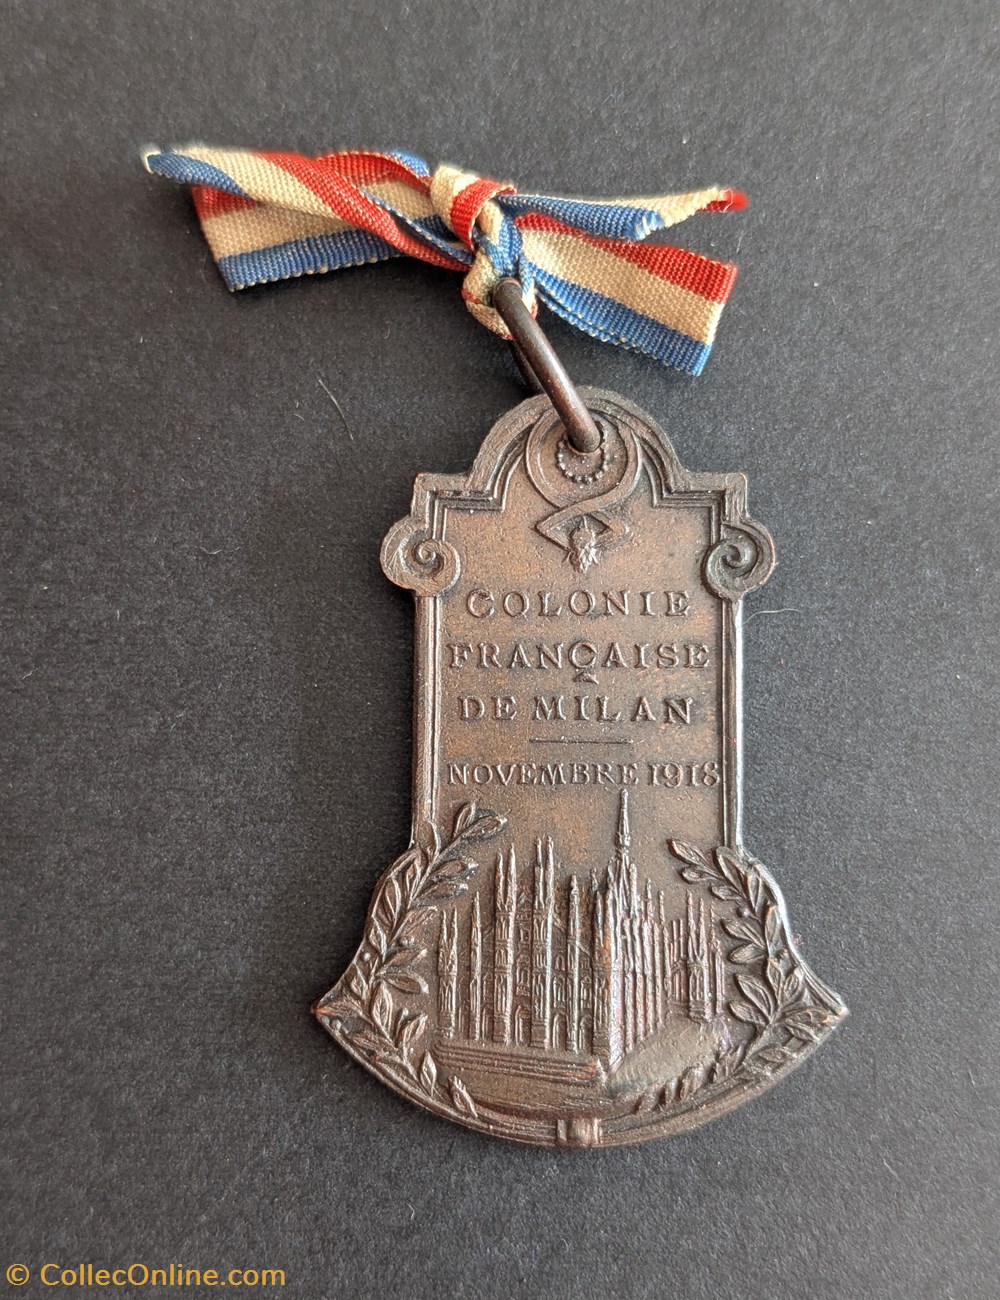 COLONIE
FRANÇAISE
DE MILAN
NOVEMBRE 1918
© CollecOnline.com